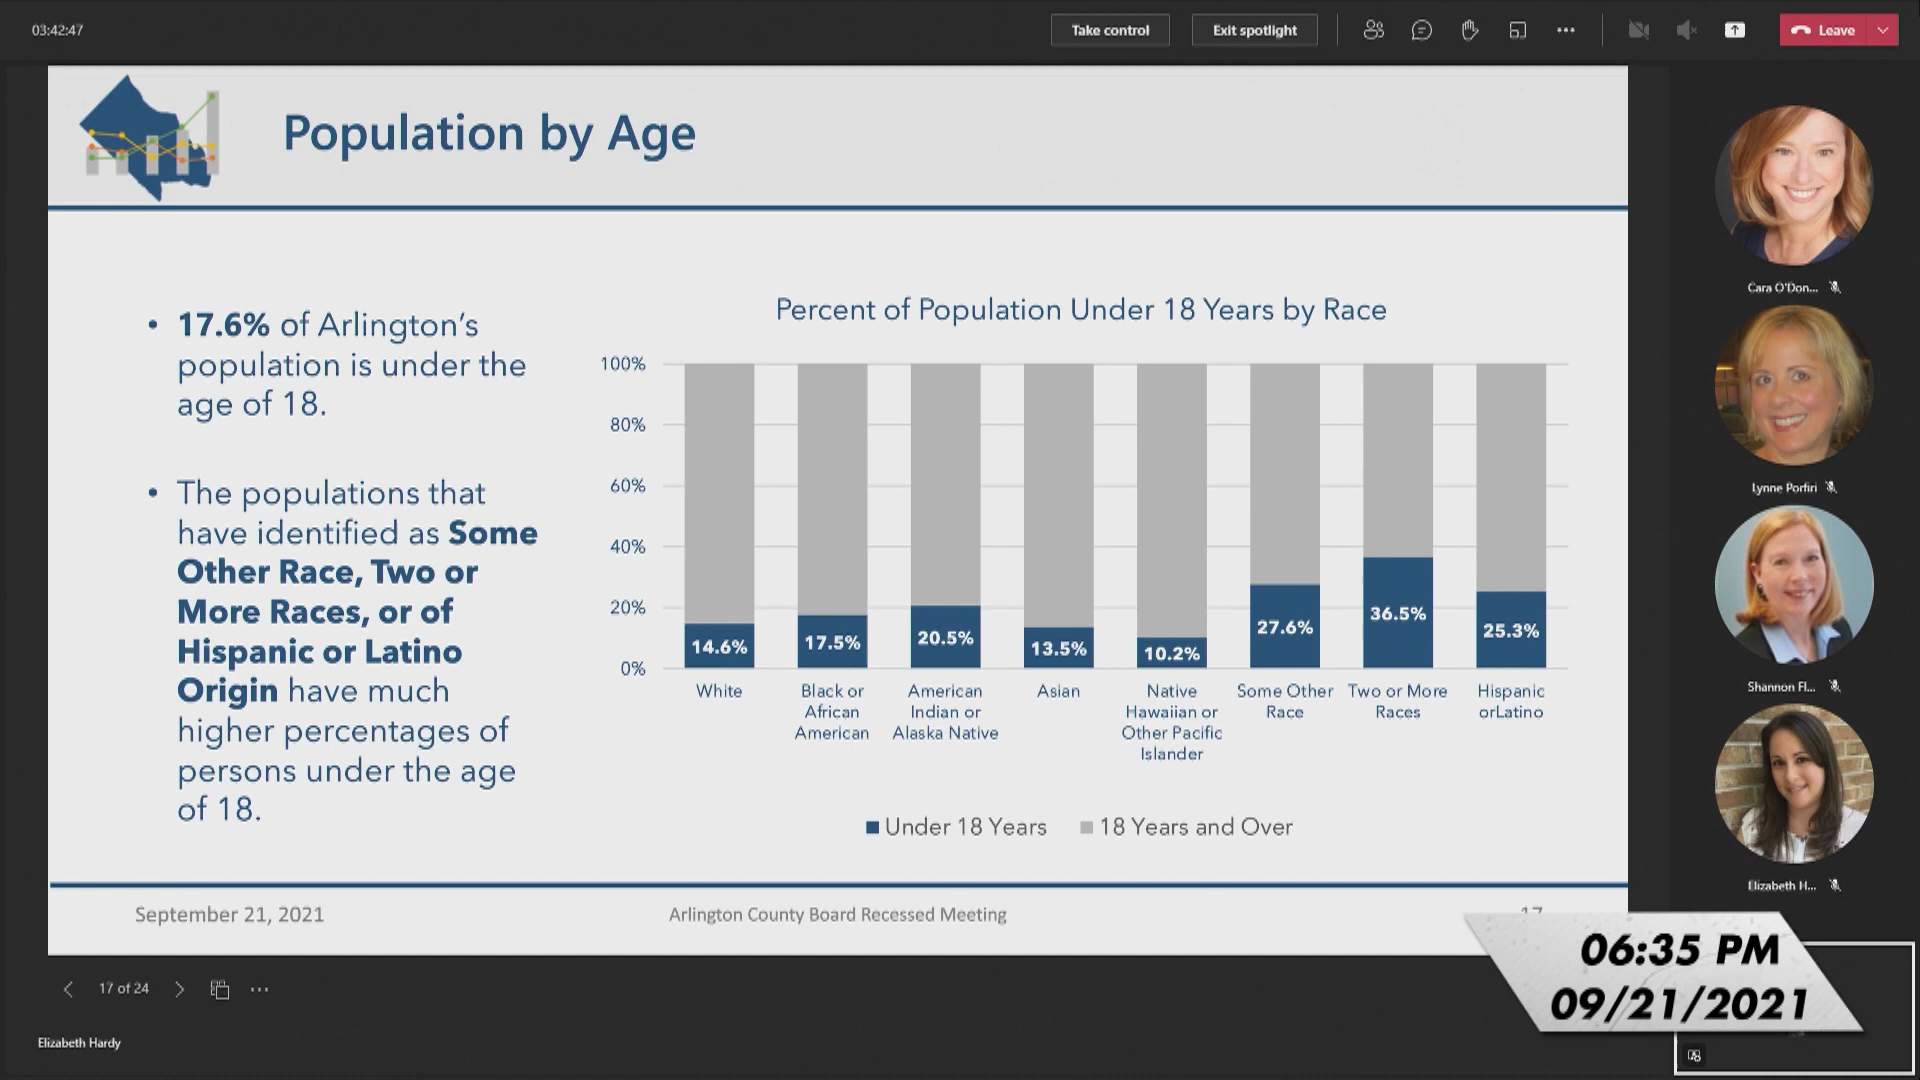 03:42:47
Take control
Exit spotlight
Leave
Population by Age
• 17.6% of Arlington's
population is under the
age of 18.
• The populations that
have identified as Some
Other Race, Two or
More Races, or of
Hispanic or Latino
Origin have much
higher percentages of
persons under the age
of 18.
Percent of Population Under 18 Years by Race
100%
80%
60%
40%
20%
0%
14.6%
17.5%
20.5%
13.5%
10.2%
27.6%
36.5%
25.3%
White
Black or
African
American
American
Indian or
Alaska Native
Asian
Native
Hawaiian or
Other Pacific
Islander
Some Other
Race
Two or More
Races
Hispanic
orLatino
Under 18 Years
18 Years and Over
September 21, 2021
Arlington County Board Recessed Meeting
17
Cara O'Don...
Lynne Porfiri
Shannon Fl...
Elizabeth H...
17 of 24
Elizabeth Hardy
06:35 PM
09/21/2021